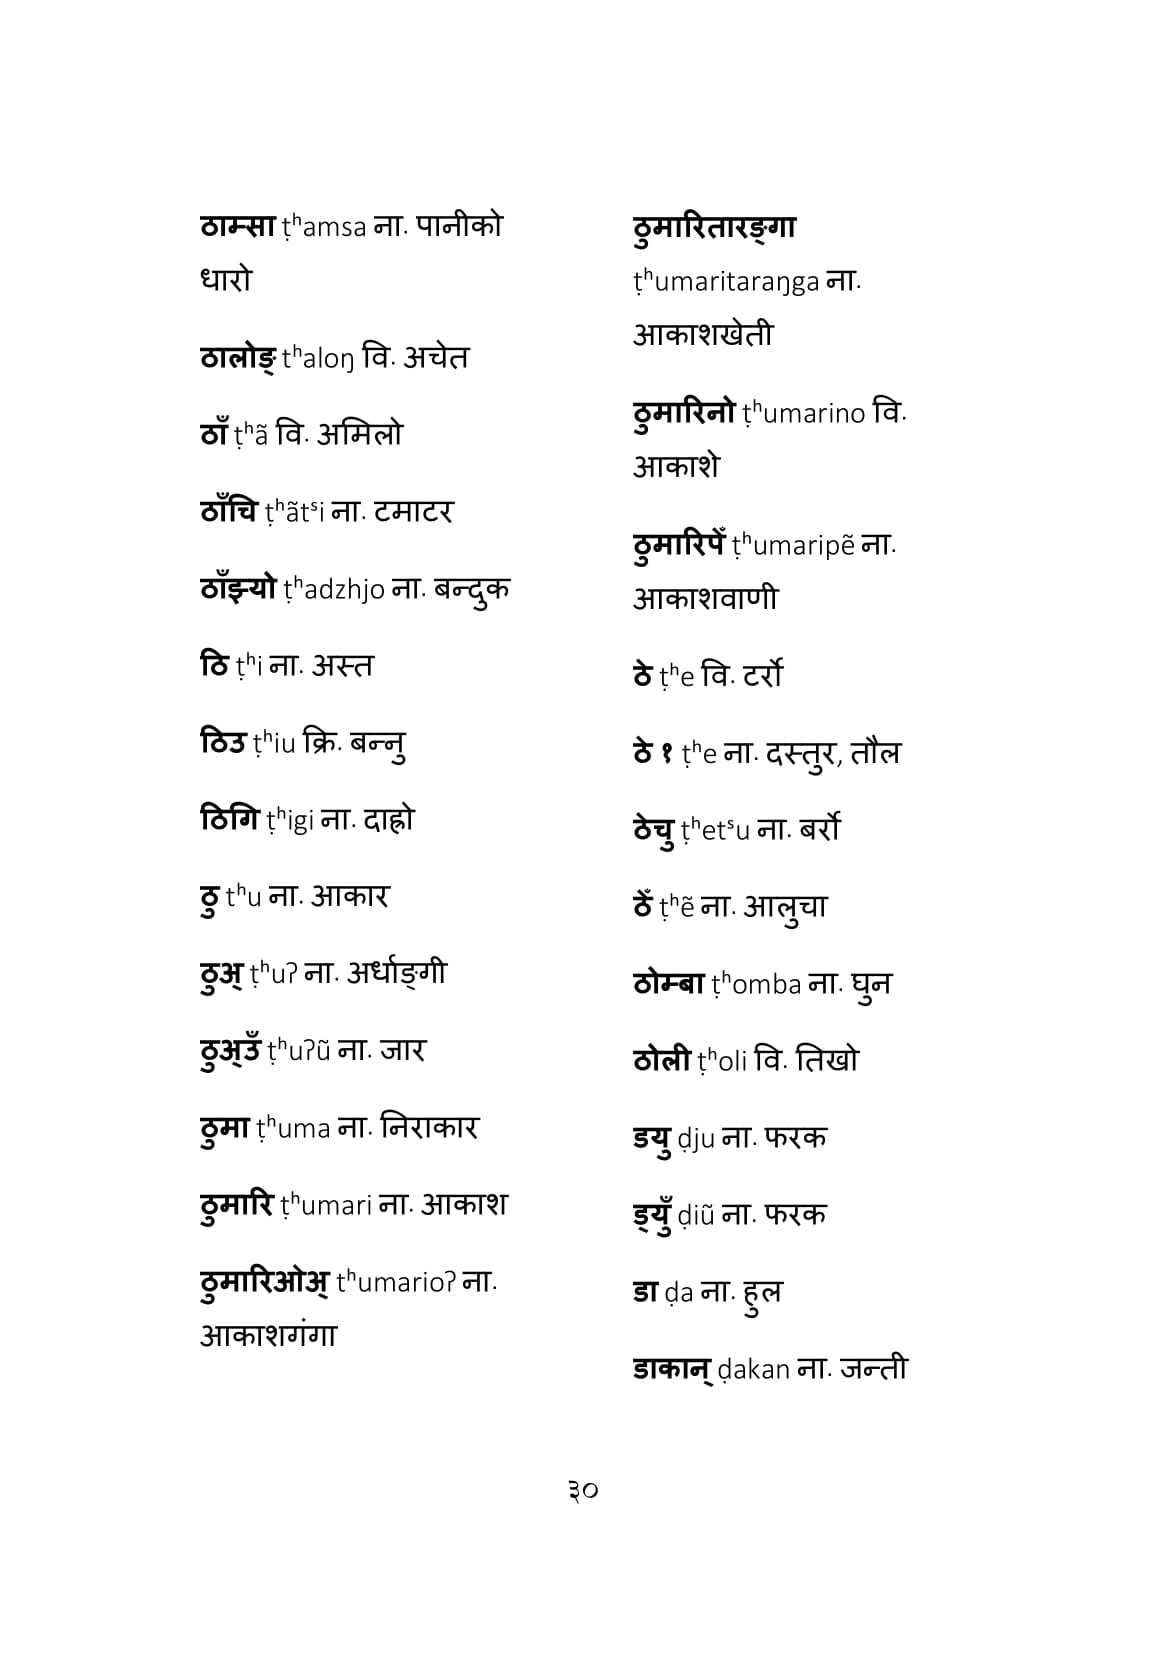 ठाम्सा ṭʰamsa ना. पानीको
धारो
ठालोङ् tʰaloŋ वि. अचेत
ठाँ ṭʰã वि. अमिलो
ठाँचि ṭʰãtˢi ना. टमाटर
ठाँझ्यो ṭʰadzhjo ना. बन्दुक
ठि ṭʰi ना. अस्त
ठिउ ṭʰiu क्रि. बन्नु
ठिगि ṭʰigi ना. दाह्रो
ठु tʰu ना. आकार
ठुअ् ṭʰuʔ ना. अर्धाङ्गी
ठुअ्उँ ṭʰuʔũ ना. जार
ठुमा ṭʰuma ना. निराकार
ठुमारि ṭʰumari ना. आकाश
ठुमारिओअ् tʰumarioʔ ना.
आकाशगंगा
ठुमारितारङ्गा
ṭʰumaritaraŋga ना.
आकाशखेती
ठुमारिनो ṭʰumarino वि.
आकाशे
ठुमारिपेँ ṭʰumaripẽ ना.
आकाशवाणी
ठे ṭʰe वि. टर्रो
ठे १ ṭʰe ना. दस्तुर, तौल
ठेचु ṭʰetˢu ना. बर्रो
ठेँ ṭʰẽ ना. आलुचा
ठोम्बा ṭʰomba ना. घुन
ठोली ṭʰoli वि. तिखो
डयु ḍju ना. फरक
ड्युँ ḍiũ ना. फरक
डा ḍa ना. हुल
डाकान् ḍakan ना. जन्ती
३०